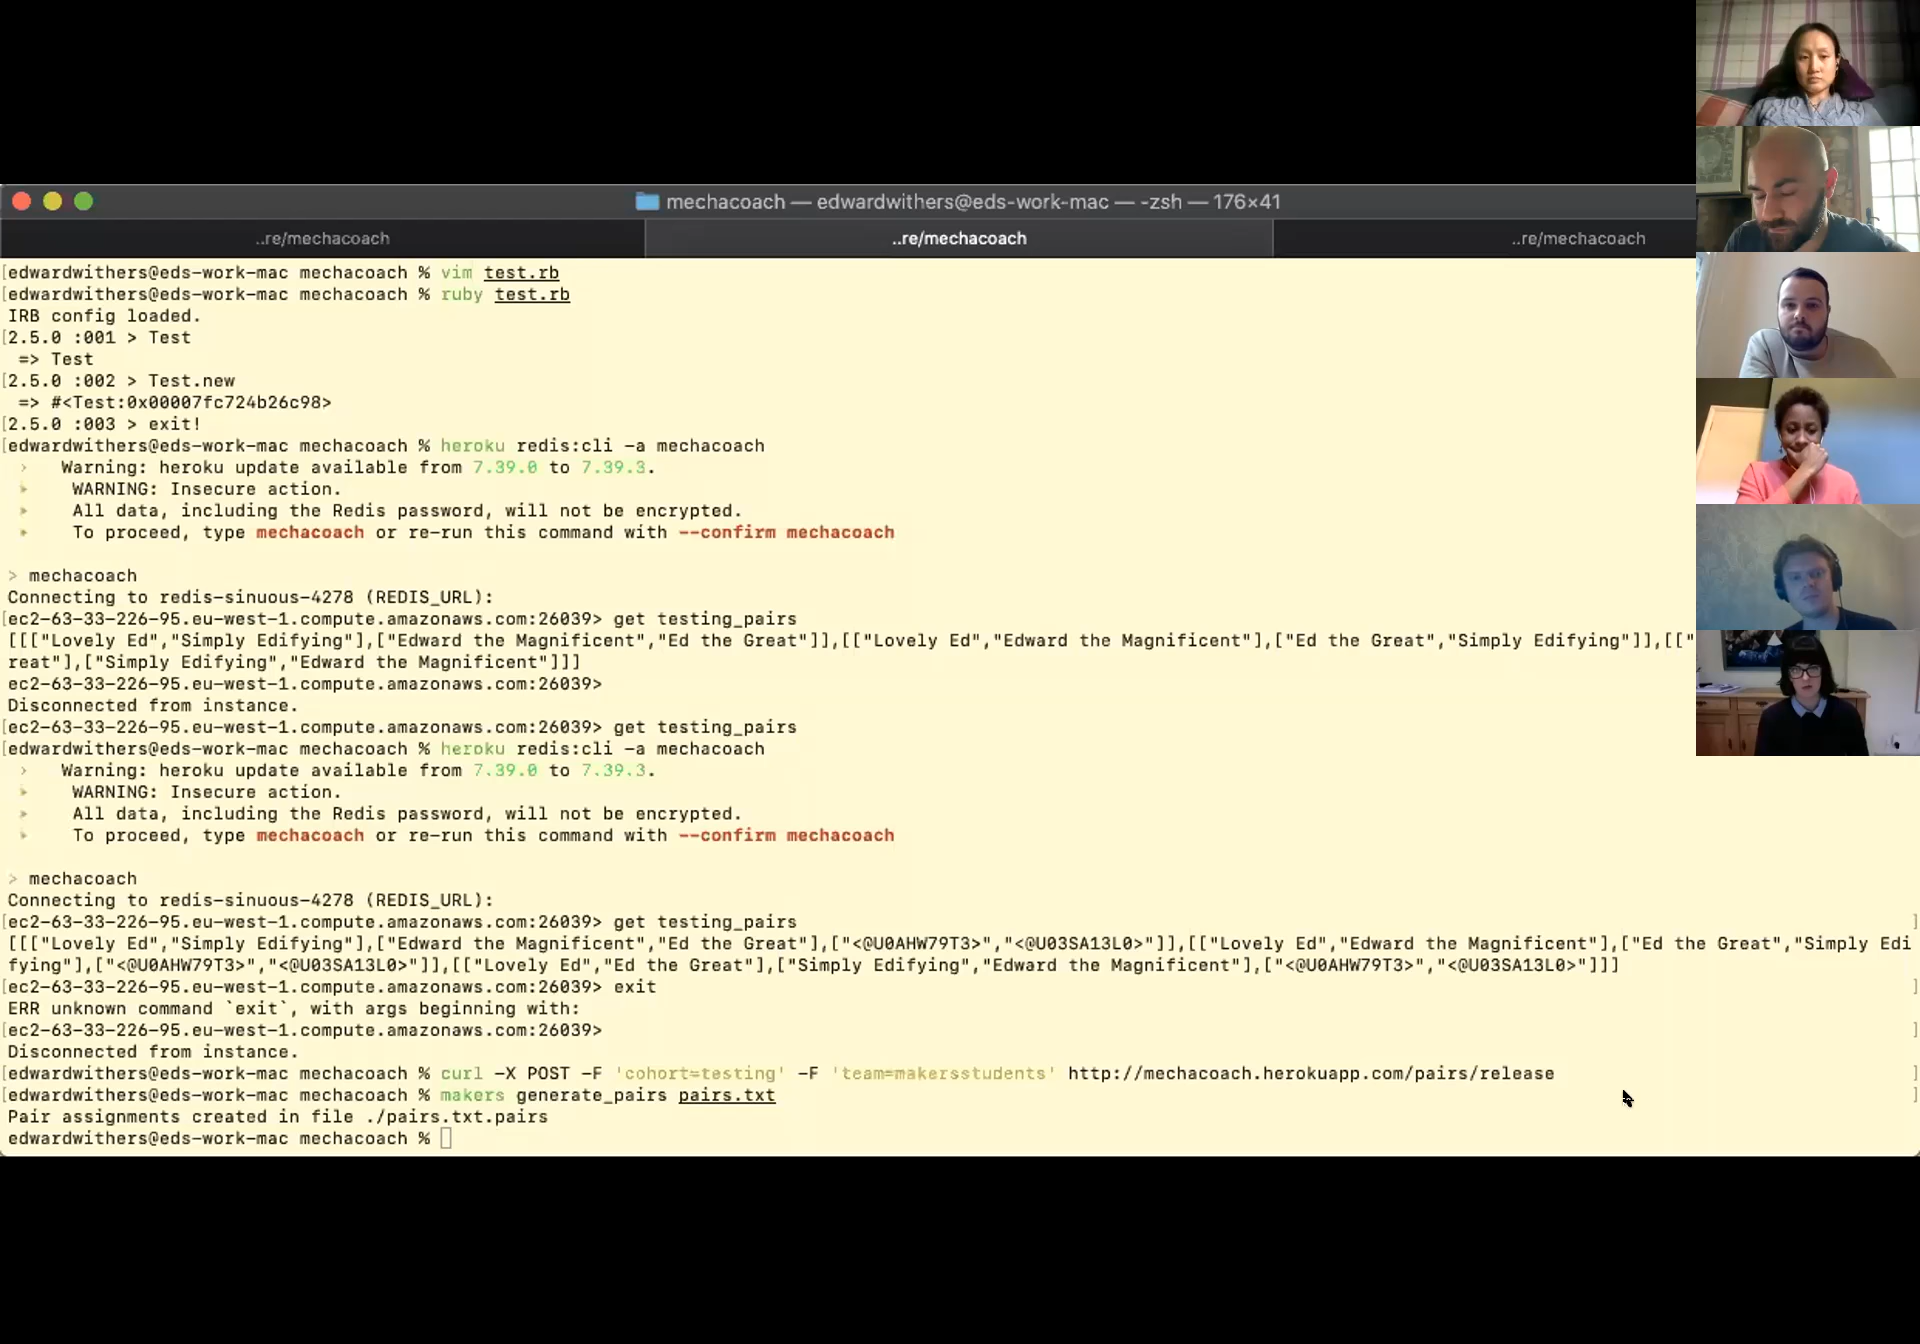 mechacoach — edwardwithers@eds-work-mac — -zsh — 176×41
..re/mechacoach ..re/mechacoach ..re/mechacoach
[edwardwithers@eds-work-mac mechacoach % vim test.rb
[edwardwithers@eds-work-mac mechacoach % ruby test.rb
IRB config loaded.
[2.5.0 :001 > Test
=> Test
[2.5.0 :002 > Test.new
=> #<Test:0x00007fc724b26c98>
[2.5.0 :003 > exit!
[edwardwithers@eds-work-mac mechacoach % heroku redis:cli -a mechacoach
› Warning: heroku update available from 7.39.0 to 7.39.3.
▸ WARNING: Insecure action.
▸ All data, including the Redis password, will not be encrypted.
▸ To proceed, type mechacoach or re-run this command with --confirm mechacoach
> mechacoach
Connecting to redis-sinuous-4278 (REDIS_URL):
[ec2-63-33-226-95.eu-west-1.compute.amazonaws.com:26039> get testing_pairs
[[["Lovely Ed","Simply Edifying"],["Edward the Magnificent","Ed the Great"]],[["Lovely Ed","Edward the Magnificent"],["Ed the Great","Simply Edifying"]],[["
reat"],["Simply Edifying","Edward the Magnificent"]]]
ec2-63-33-226-95.eu-west-1.compute.amazonaws.com:26039>
Disconnected from instance.
[ec2-63-33-226-95.eu-west-1.compute.amazonaws.com:26039> get testing_pairs
[edwardwithers@eds-work-mac mechacoach % heroku redis:cli -a mechacoach
› Warning: heroku update available from 7.39.0 to 7.39.3.
▸ WARNING: Insecure action.
▸ All data, including the Redis password, will not be encrypted.
▸ To proceed, type mechacoach or re-run this command with --confirm mechacoach
> mechacoach
Connecting to redis-sinuous-4278 (REDIS_URL):
[ec2-63-33-226-95.eu-west-1.compute.amazonaws.com:26039> get testing_pairs ]
[[["Lovely Ed","Simply Edifying"],["Edward the Magnificent","Ed the Great"],["<@U0AHW79T3>","<@U03SA13L0>"]],[["Lovely Ed","Edward the Magnificent"],["Ed the Great","Simply Edi
fying"],["<@U0AHW79T3>","<@U03SA13L0>"]],[["Lovely Ed","Ed the Great"],["Simply Edifying","Edward the Magnificent"],["<@U0AHW79T3>","<@U03SA13L0>"]]]
[ec2-63-33-226-95.eu-west-1.compute.amazonaws.com:26039> exit ]
ERR unknown command `exit`, with args beginning with:
[ec2-63-33-226-95.eu-west-1.compute.amazonaws.com:26039> ]
Disconnected from instance.
[edwardwithers@eds-work-mac mechacoach % curl -X POST -F 'cohort=testing' -F 'team=makersstudents' http://mechacoach.herokuapp.com/pairs/release ]
[edwardwithers@eds-work-mac mechacoach % makers generate_pairs pairs.txt ]
Pair assignments created in file ./pairs.txt.pairs
edwardwithers@eds-work-mac mechacoach %